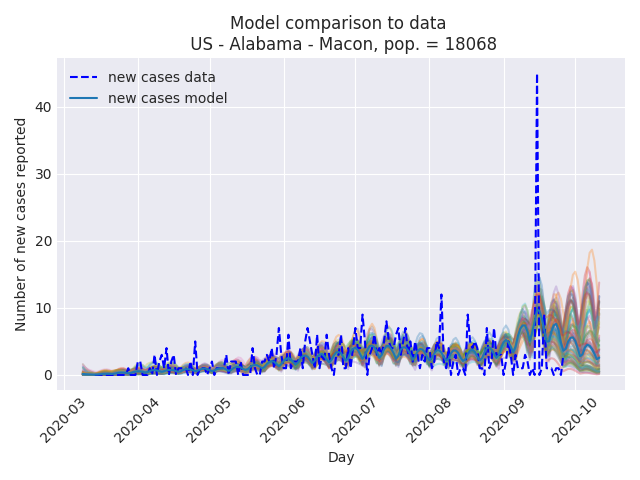 Model comparison to data
US - Alabama - Macon, pop. = 18068
new cases data
new cases model
Number of new cases reported
40
30
20
10
0
2020-03
2020-04
2020-05
2020-06
2020-07
2020-08
2020-09
2020-10
Day